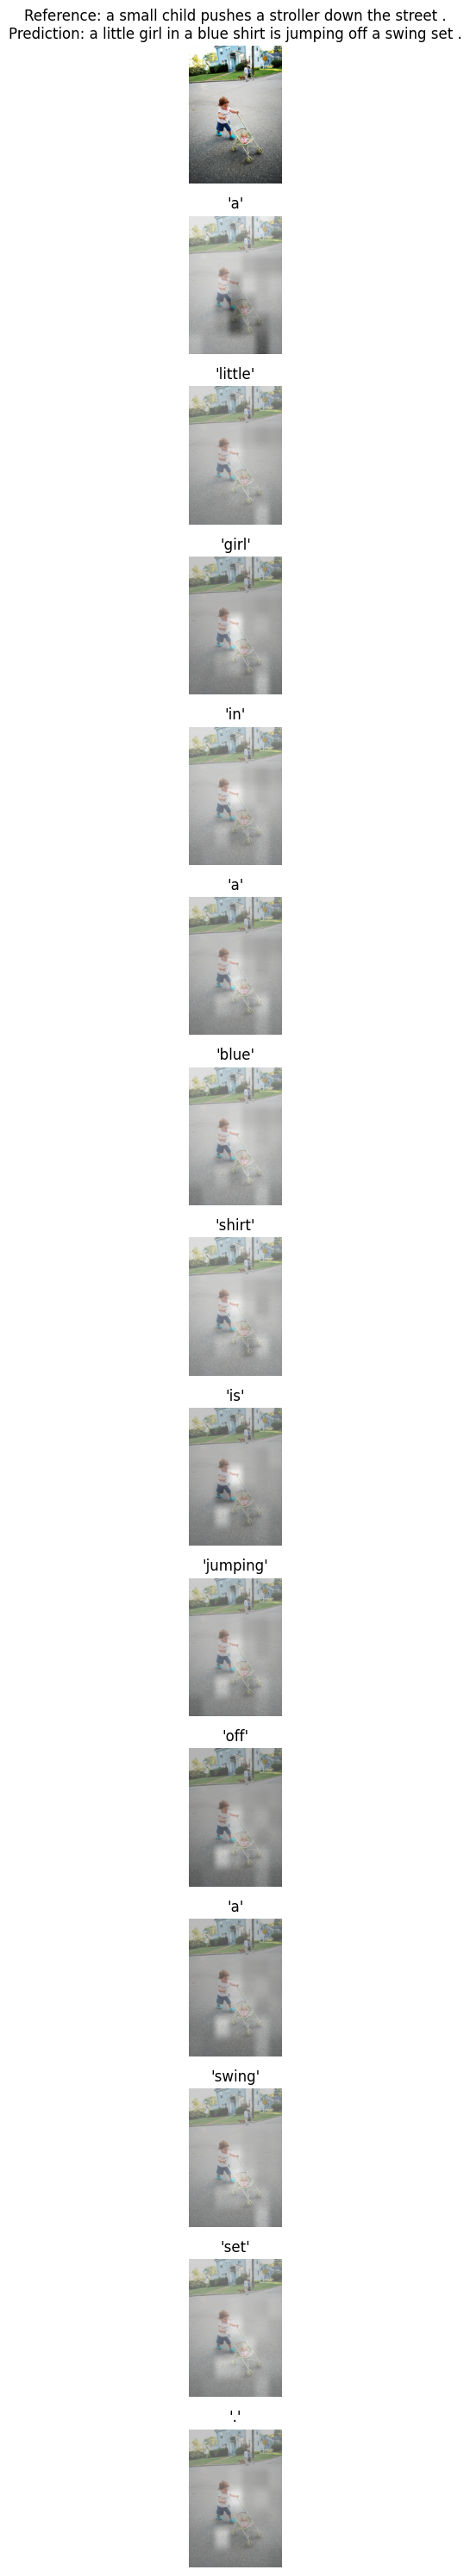 Reference: a small child pushes a stroller down the street .
Prediction: a little girl in a blue shirt is jumping off a swing set .
'a'
'little'
'girl'
'in'
'a'
'blue'
'shirt'
'is'
'jumping'
'off'
'a'
'swing'
'set'
'.'